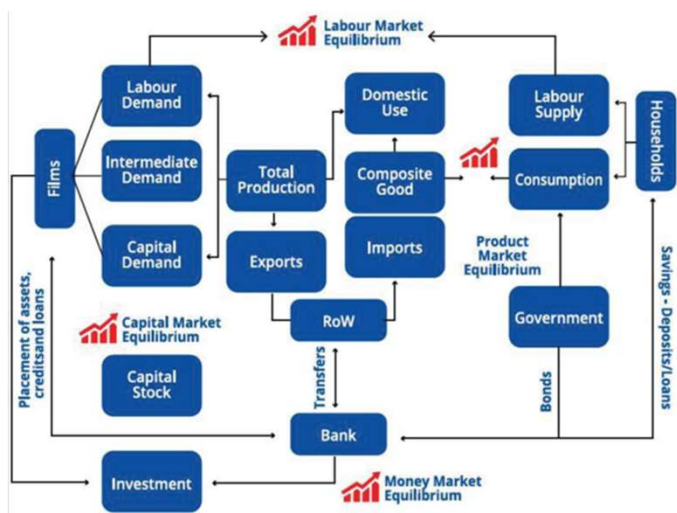 Labour Market
Equilibrium
Labour
Demand
Domestic
Use
Labour
Supply
Households
Films
Intermediate
Demand
Total
Production
Composite
Good
Consumption
Capital
Demand
Exports
Imports
Product
Market
Equilibrium
Savings - Deposits/Loans
Placement of assets,
creditsand loans
Capital Market
Equilibrium
RoW
Government
Capital
Stock
Transfers
Bonds
Bank
Investment
Money Market
Equilibrium